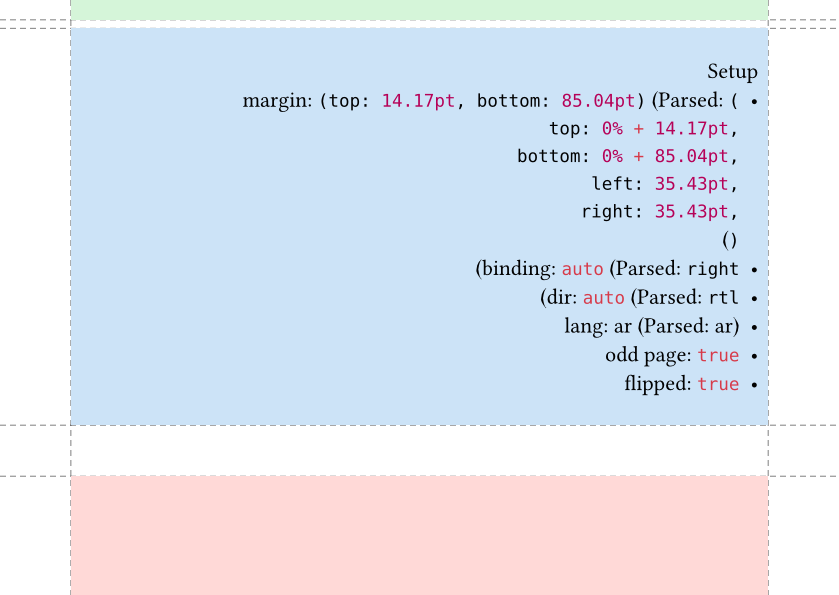 Setup
• margin: (top: 14.17pt, bottom: 85.04pt) (Parsed: (
top: 0% + 14.17pt,
bottom: 0% + 85.04pt,
left: 35.43pt,
right: 35.43pt,
()
• (binding: auto (Parsed: right
• (dir: auto (Parsed: rtl
• lang: ar (Parsed: ar)
• odd page: true
• flipped: true